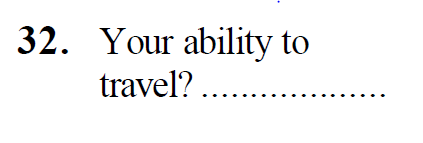 32. Your ability to
travel? ...................